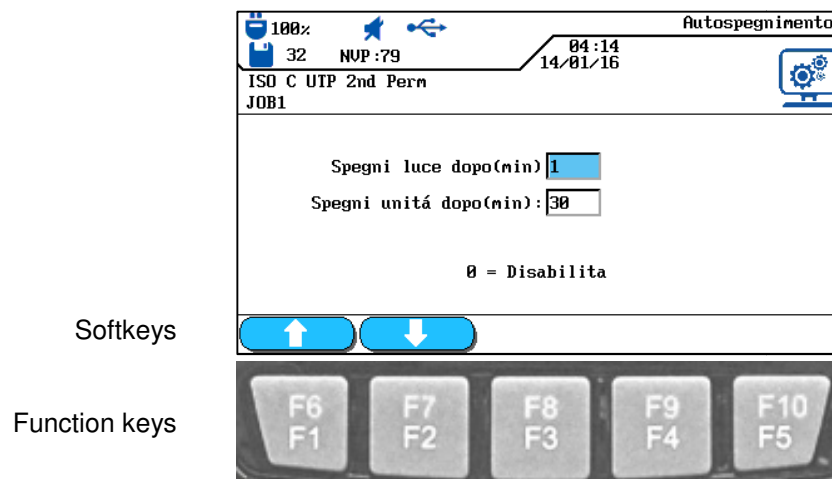 100% Autospegnimento
32 NVP:79 04:14
14/01/16
ISO C UTP 2nd Perm
JOB1
Spegni luce dopo(min) 1
Spegni unitá dopo(min): 30
0 = Disabilita
Softkeys
Function keys
F6 F7 F8 F9 F10
F1 F2 F3 F4 F5